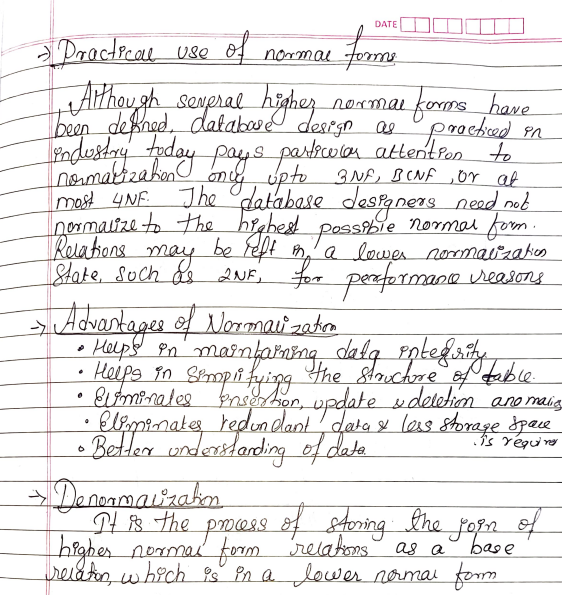 DATE
→ Practical use of normal forms
Although several higher normal forms have
been defined, database design as practiced in
industry today pays particular attention to
normalization only upto 3NF, BCNF, or at
most 4NF. The database designers need not
normalize to the highest possible normal form.
Relations may be left in a lower normalization
State, such as 2NF, for performance reasons
→ Advantages of Normalization
• Helps in maintaining data integrity
• Helps in simplifying the structure of table.
• Eliminates insertion, update & deletion anomalies
• Eliminates redundant data & less storage space
is required
• Better understanding of data
→ Denormalization
It is the process of storing the join of
higher normal form relations as a base
relation, which is in a lower normal form